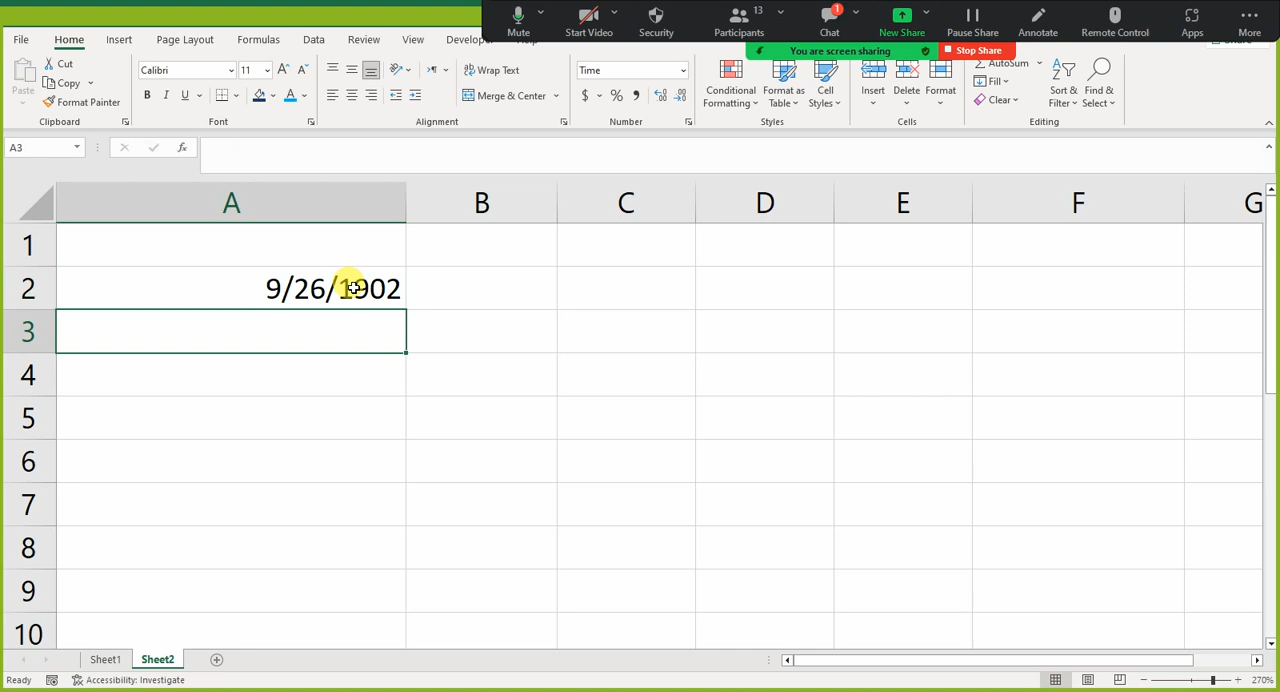 Mute
Start Video
Security
Participants 13
Chat 1
New Share
Pause Share
Annotate
Remote Control
Apps
More
You are screen sharing
Stop Share
File Home Insert Page Layout Formulas Data Review View
Paste
Cut
Copy
Format Painter
Clipboard
Calibri 11 A A
B I U A
Font
Wrap Text
Merge & Center
Alignment
Time
$ % ,
Number
Conditional Formatting
Format as Table
Cell Styles
Styles
Insert Delete Format
Cells
AutoSum
Fill
Clear
Sort & Filter
Find & Select
Editing
A3 fx
A B C D E F G
1
2 9/26/1902
3
4
5
6
7
8
9
10
Sheet1 Sheet2
Ready Accessibility: Investigate 270%